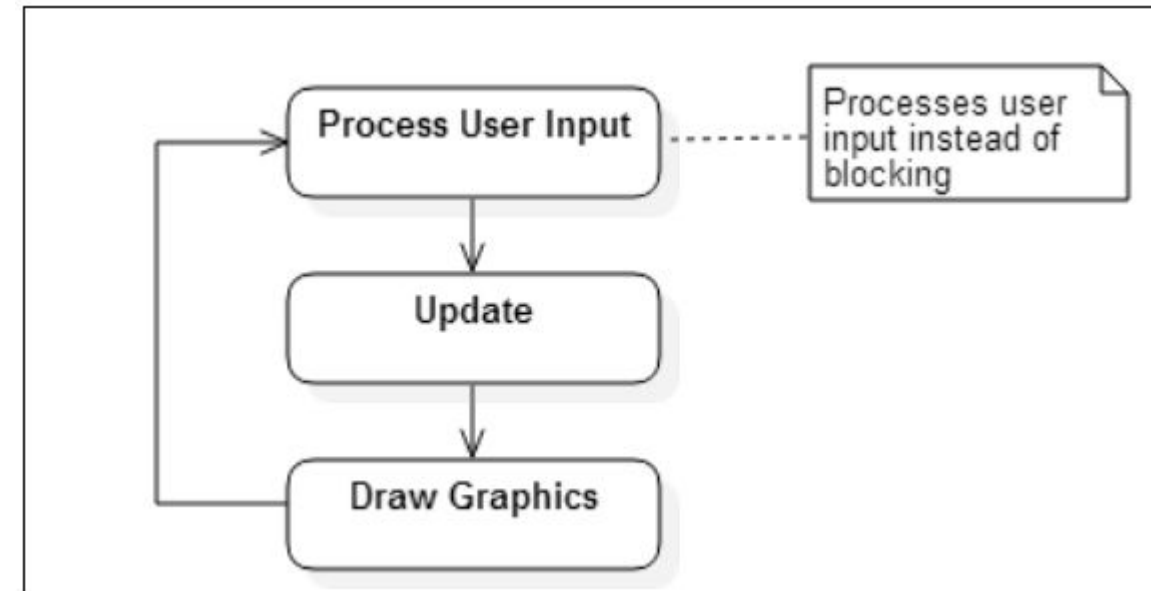 Process User Input
Processes user
input instead of
blocking
Update
Draw Graphics